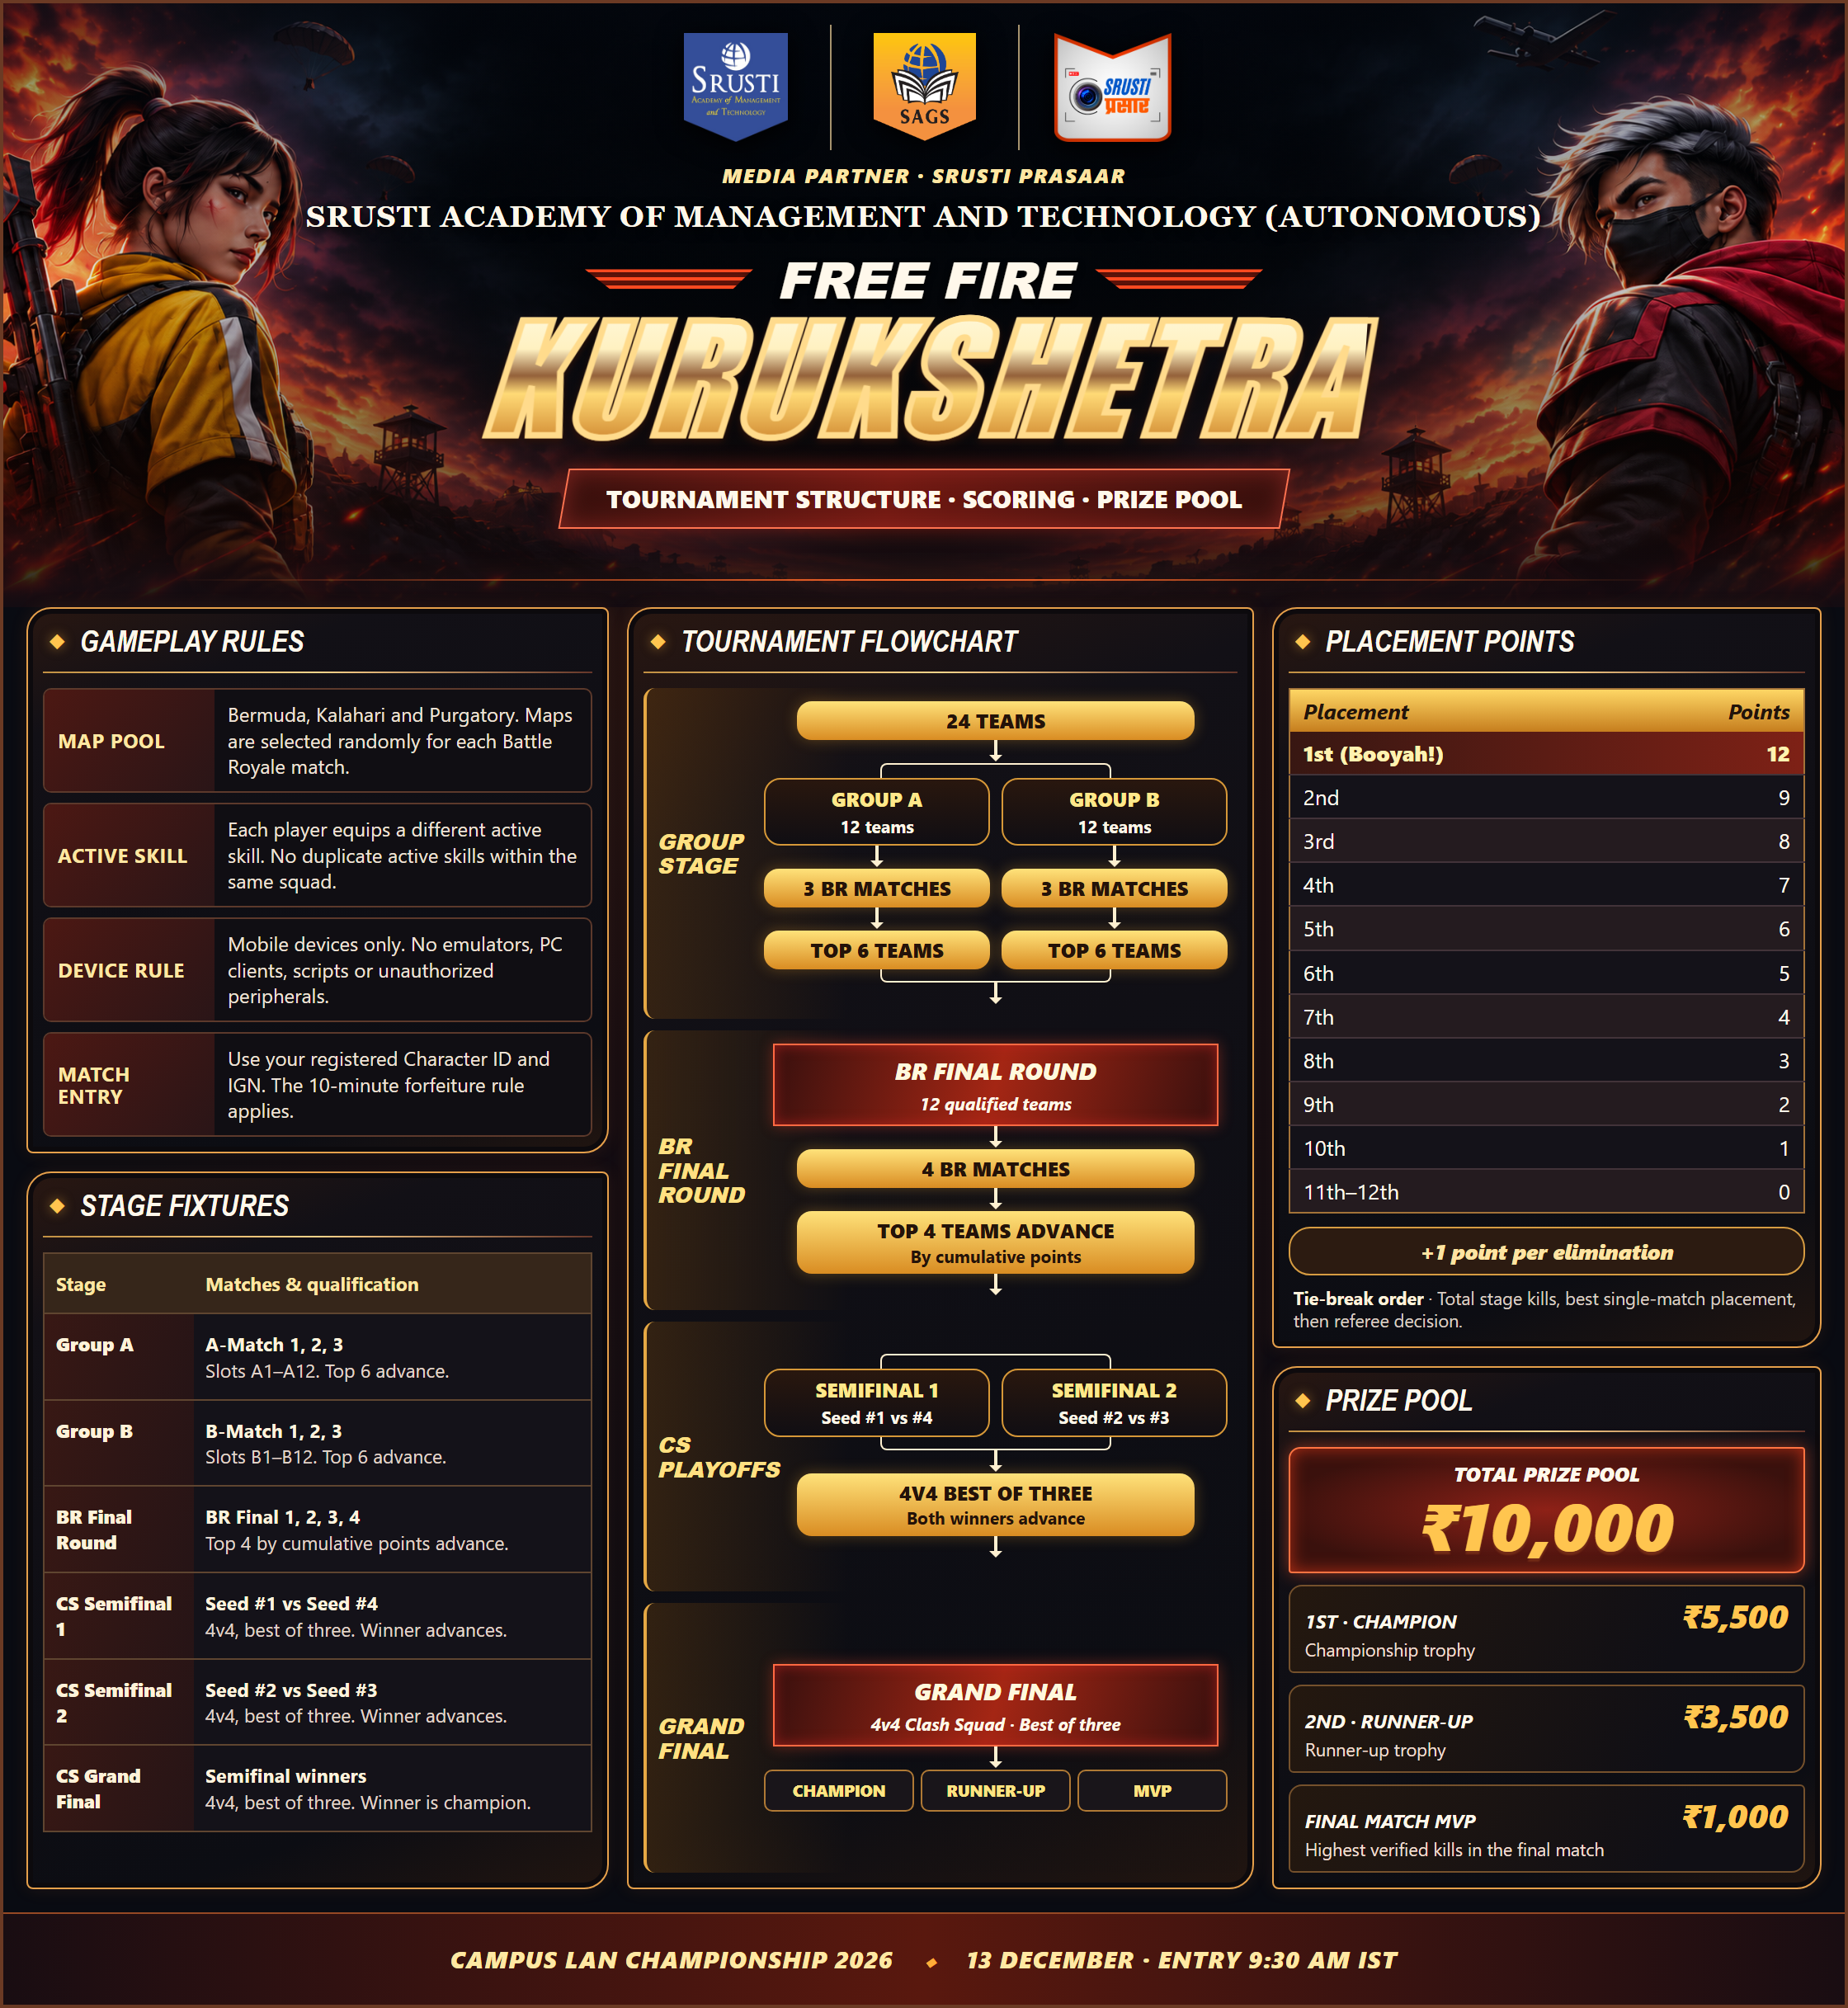 SRUSTI
ACADEMY of MANAGEMENT
and TECHNOLOGY
SAGS
SRUSTI
प्रसार
MEDIA PARTNER · SRUSTI PRASAAR
SRUSTI ACADEMY OF MANAGEMENT AND TECHNOLOGY (AUTONOMOUS)
FREE FIRE
KURUKSHETRA
TOURNAMENT STRUCTURE · SCORING · PRIZE POOL
GAMEPLAY RULES
MAP POOL
Bermuda, Kalahari and Purgatory. Maps
are selected randomly for each Battle
Royale match.
ACTIVE SKILL
Each player equips a different active
skill. No duplicate active skills within the
same squad.
DEVICE RULE
Mobile devices only. No emulators, PC
clients, scripts or unauthorized
peripherals.
MATCH
ENTRY
Use your registered Character ID and
IGN. The 10-minute forfeiture rule
applies.
STAGE FIXTURES
Stage Matches & qualification
Group A
A-Match 1, 2, 3
Slots A1–A12. Top 6 advance.
Group B
B-Match 1, 2, 3
Slots B1–B12. Top 6 advance.
BR Final
Round
BR Final 1, 2, 3, 4
Top 4 by cumulative points advance.
CS Semifinal
1
Seed #1 vs Seed #4
4v4, best of three. Winner advances.
CS Semifinal
2
Seed #2 vs Seed #3
4v4, best of three. Winner advances.
CS Grand
Final
Semifinal winners
4v4, best of three. Winner is champion.
TOURNAMENT FLOWCHART
GROUP
STAGE
24 TEAMS
GROUP A
12 teams
GROUP B
12 teams
3 BR MATCHES
3 BR MATCHES
TOP 6 TEAMS
TOP 6 TEAMS
BR
FINAL
ROUND
BR FINAL ROUND
12 qualified teams
4 BR MATCHES
TOP 4 TEAMS ADVANCE
By cumulative points
CS
PLAYOFFS
SEMIFINAL 1
Seed #1 vs #4
SEMIFINAL 2
Seed #2 vs #3
4V4 BEST OF THREE
Both winners advance
GRAND
FINAL
GRAND FINAL
4v4 Clash Squad · Best of three
CHAMPION
RUNNER-UP
MVP
PLACEMENT POINTS
Placement Points
1st (Booyah!) 12
2nd 9
3rd 8
4th 7
5th 6
6th 5
7th 4
8th 3
9th 2
10th 1
11th–12th 0
+1 point per elimination
Tie-break order · Total stage kills, best single-match placement,
then referee decision.
PRIZE POOL
TOTAL PRIZE POOL
₹10,000
1ST · CHAMPION ₹5,500
Championship trophy
2ND · RUNNER-UP ₹3,500
Runner-up trophy
FINAL MATCH MVP ₹1,000
Highest verified kills in the final match
CAMPUS LAN CHAMPIONSHIP 2026 ◆ 13 DECEMBER · ENTRY 9:30 AM IST